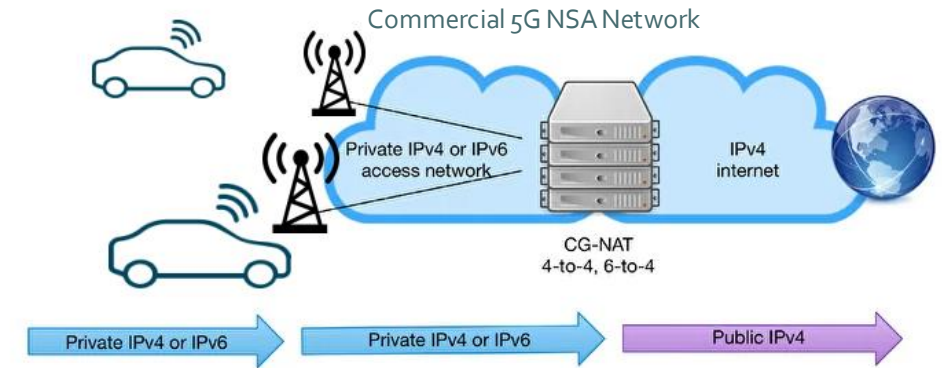 Commercial 5G NSA Network
Private IPv4 or IPv6
access network
IPv4
internet
CG-NAT
4-to-4, 6-to-4
Private IPv4 or IPv6
Private IPv4 or IPv6
Public IPv4